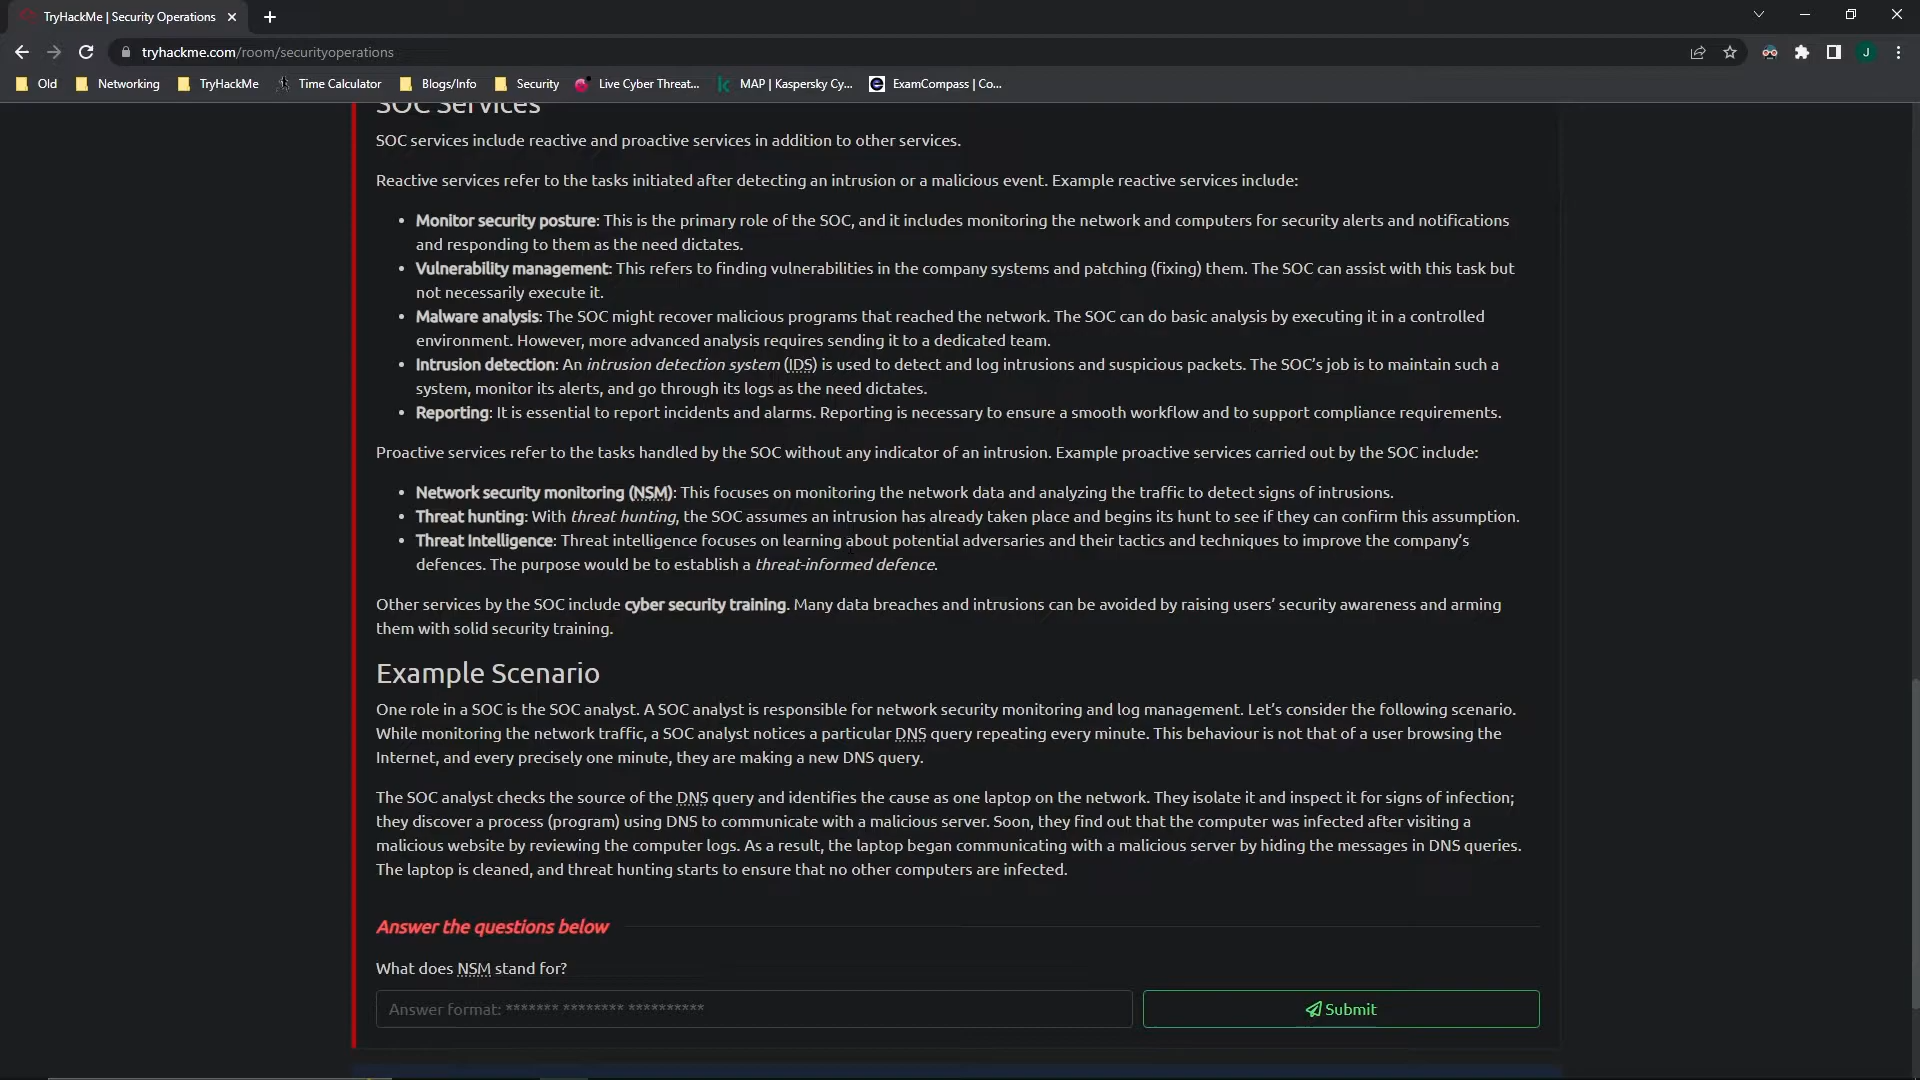 TryHackMe | Security Operations
tryhackme.com/room/securityoperations
J
Old Networking TryHackMe Time Calculator Blogs/Info Security Live Cyber Threat... MAP | Kaspersky Cy... ExamCompass | Co...
SOC Services
SOC services include reactive and proactive services in addition to other services.
Reactive services refer to the tasks initiated after detecting an intrusion or a malicious event. Example reactive services include:
• Monitor security posture: This is the primary role of the SOC, and it includes monitoring the network and computers for security alerts and notifications
and responding to them as the need dictates.
• Vulnerability management: This refers to finding vulnerabilities in the company systems and patching (fixing) them. The SOC can assist with this task but
not necessarily execute it.
• Malware analysis: The SOC might recover malicious programs that reached the network. The SOC can do basic analysis by executing it in a controlled
environment. However, more advanced analysis requires sending it to a dedicated team.
• Intrusion detection: An intrusion detection system (IDS) is used to detect and log intrusions and suspicious packets. The SOC’s job is to maintain such a
system, monitor its alerts, and go through its logs as the need dictates.
• Reporting: It is essential to report incidents and alarms. Reporting is necessary to ensure a smooth workflow and to support compliance requirements.
Proactive services refer to the tasks handled by the SOC without any indicator of an intrusion. Example proactive services carried out by the SOC include:
• Network security monitoring (NSM): This focuses on monitoring the network data and analyzing the traffic to detect signs of intrusions.
• Threat hunting: With threat hunting, the SOC assumes an intrusion has already taken place and begins its hunt to see if they can confirm this assumption.
• Threat Intelligence: Threat intelligence focuses on learning about potential adversaries and their tactics and techniques to improve the company’s
defences. The purpose would be to establish a threat-informed defence.
Other services by the SOC include cyber security training. Many data breaches and intrusions can be avoided by raising users’ security awareness and arming
them with solid security training.
Example Scenario
One role in a SOC is the SOC analyst. A SOC analyst is responsible for network security monitoring and log management. Let’s consider the following scenario.
While monitoring the network traffic, a SOC analyst notices a particular DNS query repeating every minute. This behaviour is not that of a user browsing the
Internet, and every precisely one minute, they are making a new DNS query.
The SOC analyst checks the source of the DNS query and identifies the cause as one laptop on the network. They isolate it and inspect it for signs of infection;
they discover a process (program) using DNS to communicate with a malicious server. Soon, they find out that the computer was infected after visiting a
malicious website by reviewing the computer logs. As a result, the laptop began communicating with a malicious server by hiding the messages in DNS queries.
The laptop is cleaned, and threat hunting starts to ensure that no other computers are infected.
Answer the questions below
What does NSM stand for?
Answer format: ******* ******** **********
Submit